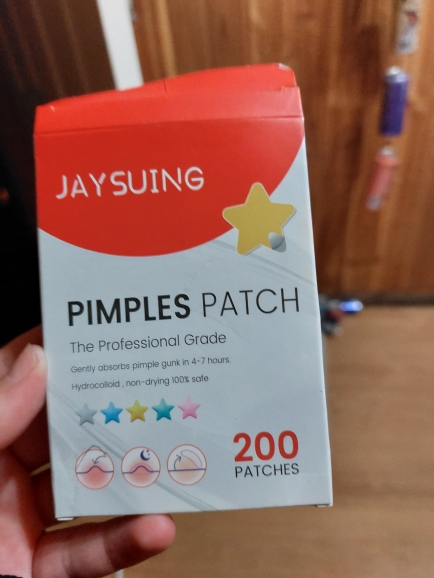 JAYSUING
PIMPLES PATCH
The Professional Grade
Gently absorbs pimple gunk in 4-7 hours.
Hydrocolloid , non-drying 100% safe
200
PATCHES